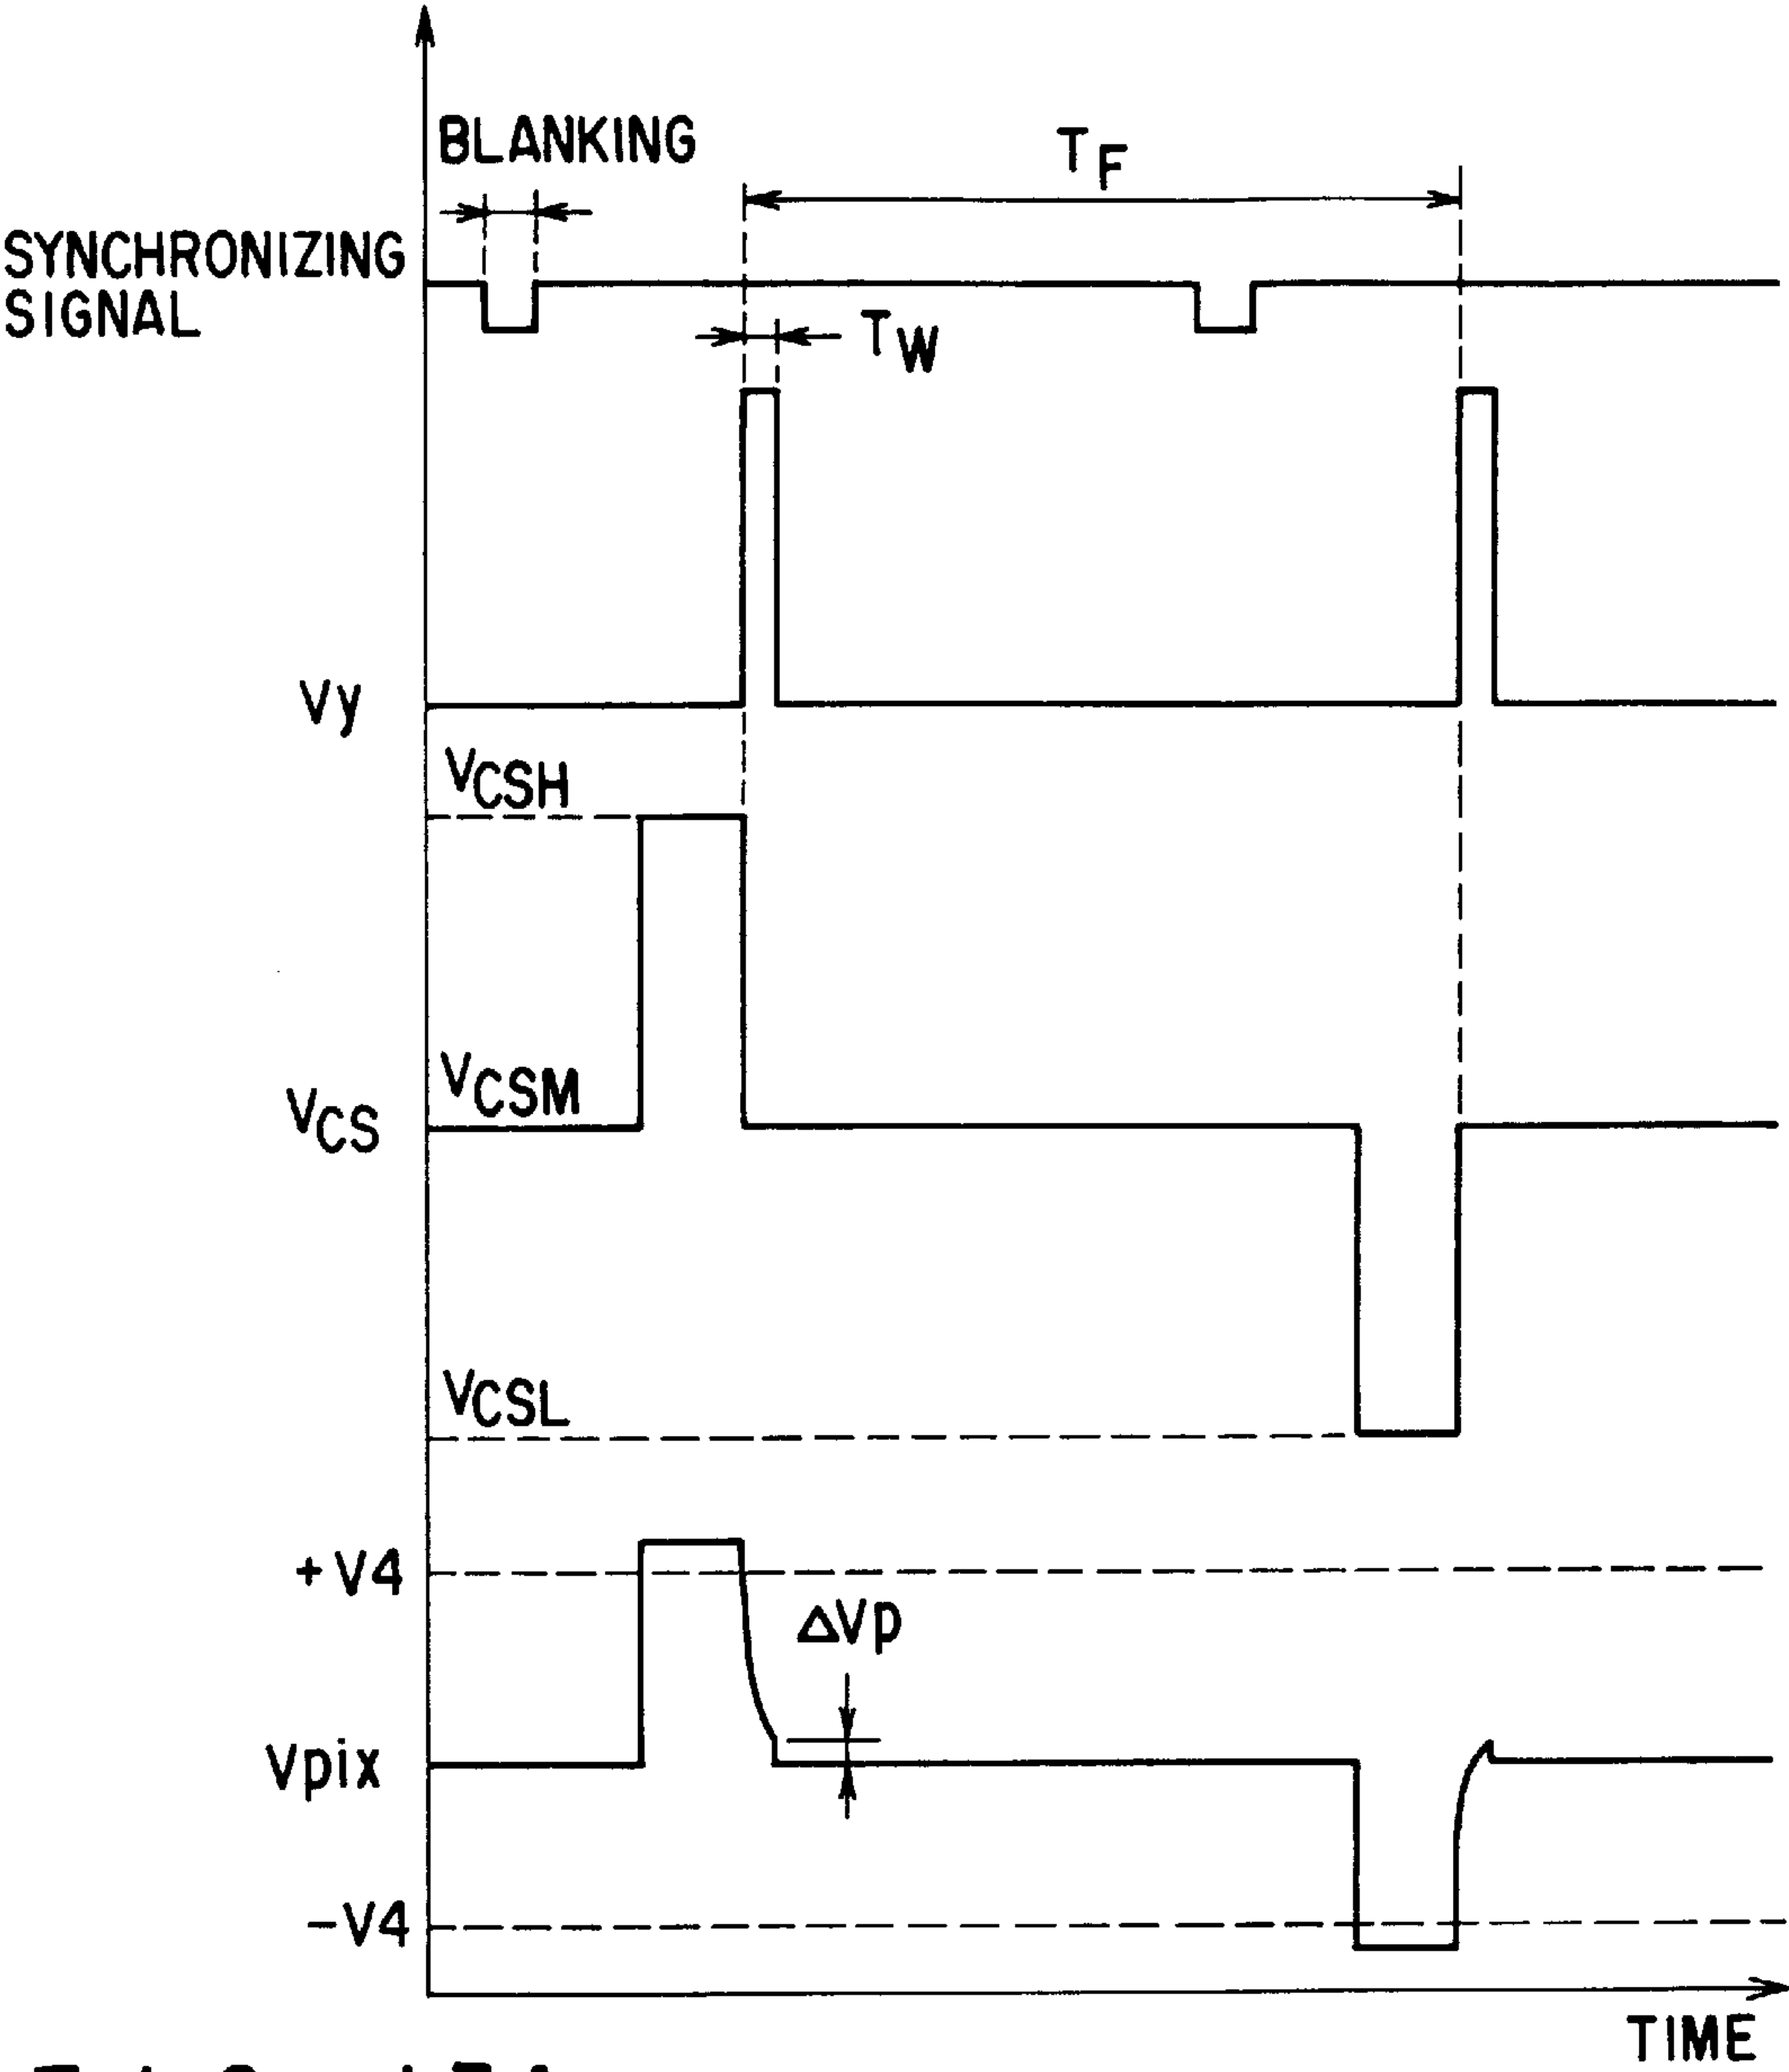 BLANKING
TF
SYNCHRONIZING
SIGNAL
TW
Vy
VCSH
VCSM
VCS
VCSL
+V4
ΔVp
Vpix
-V4
TIME